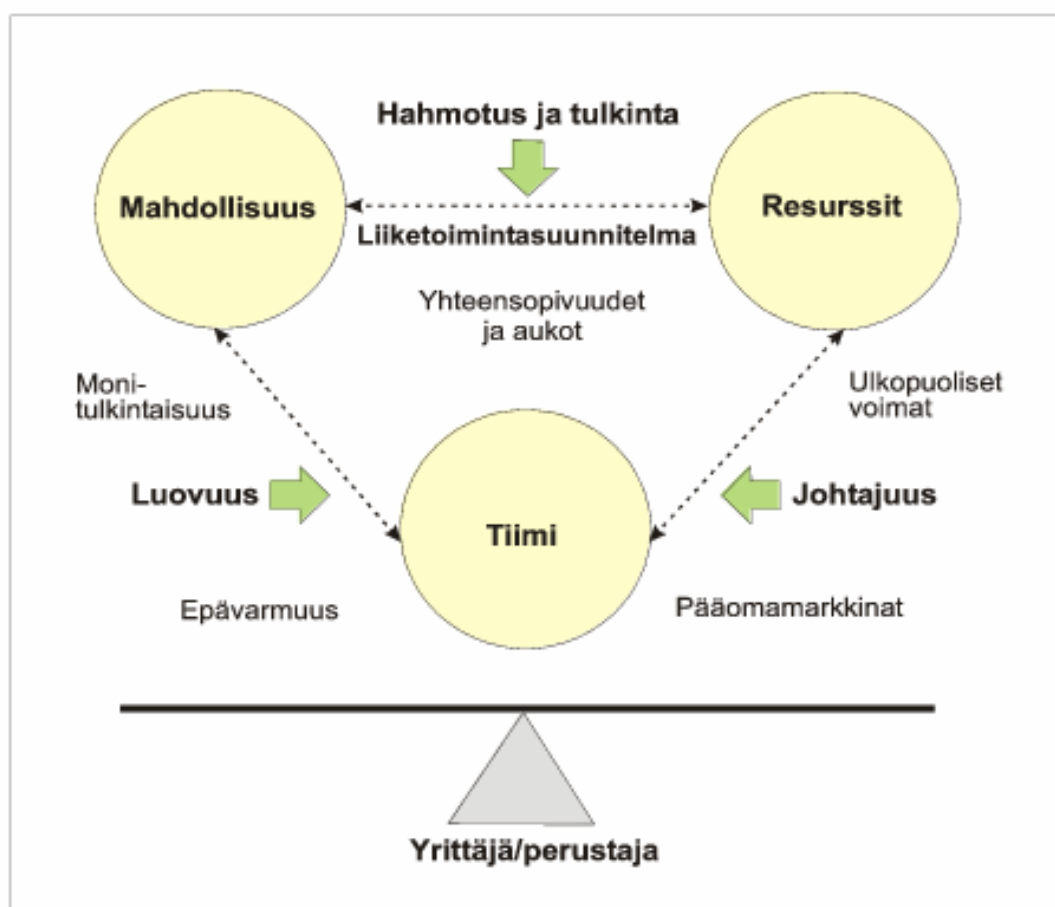 Hahmotus ja tulkinta
Mahdollisuus
Resurssit
Liiketoimintasuunnitelma
Yhteensopivuudet
ja aukot
Moni-
tulkintaisuus
Ulkopuoliset
voimat
Luovuus
Johtajuus
Tiimi
Epävarmuus
Pääomamarkkinat
Yrittäjä/perustaja